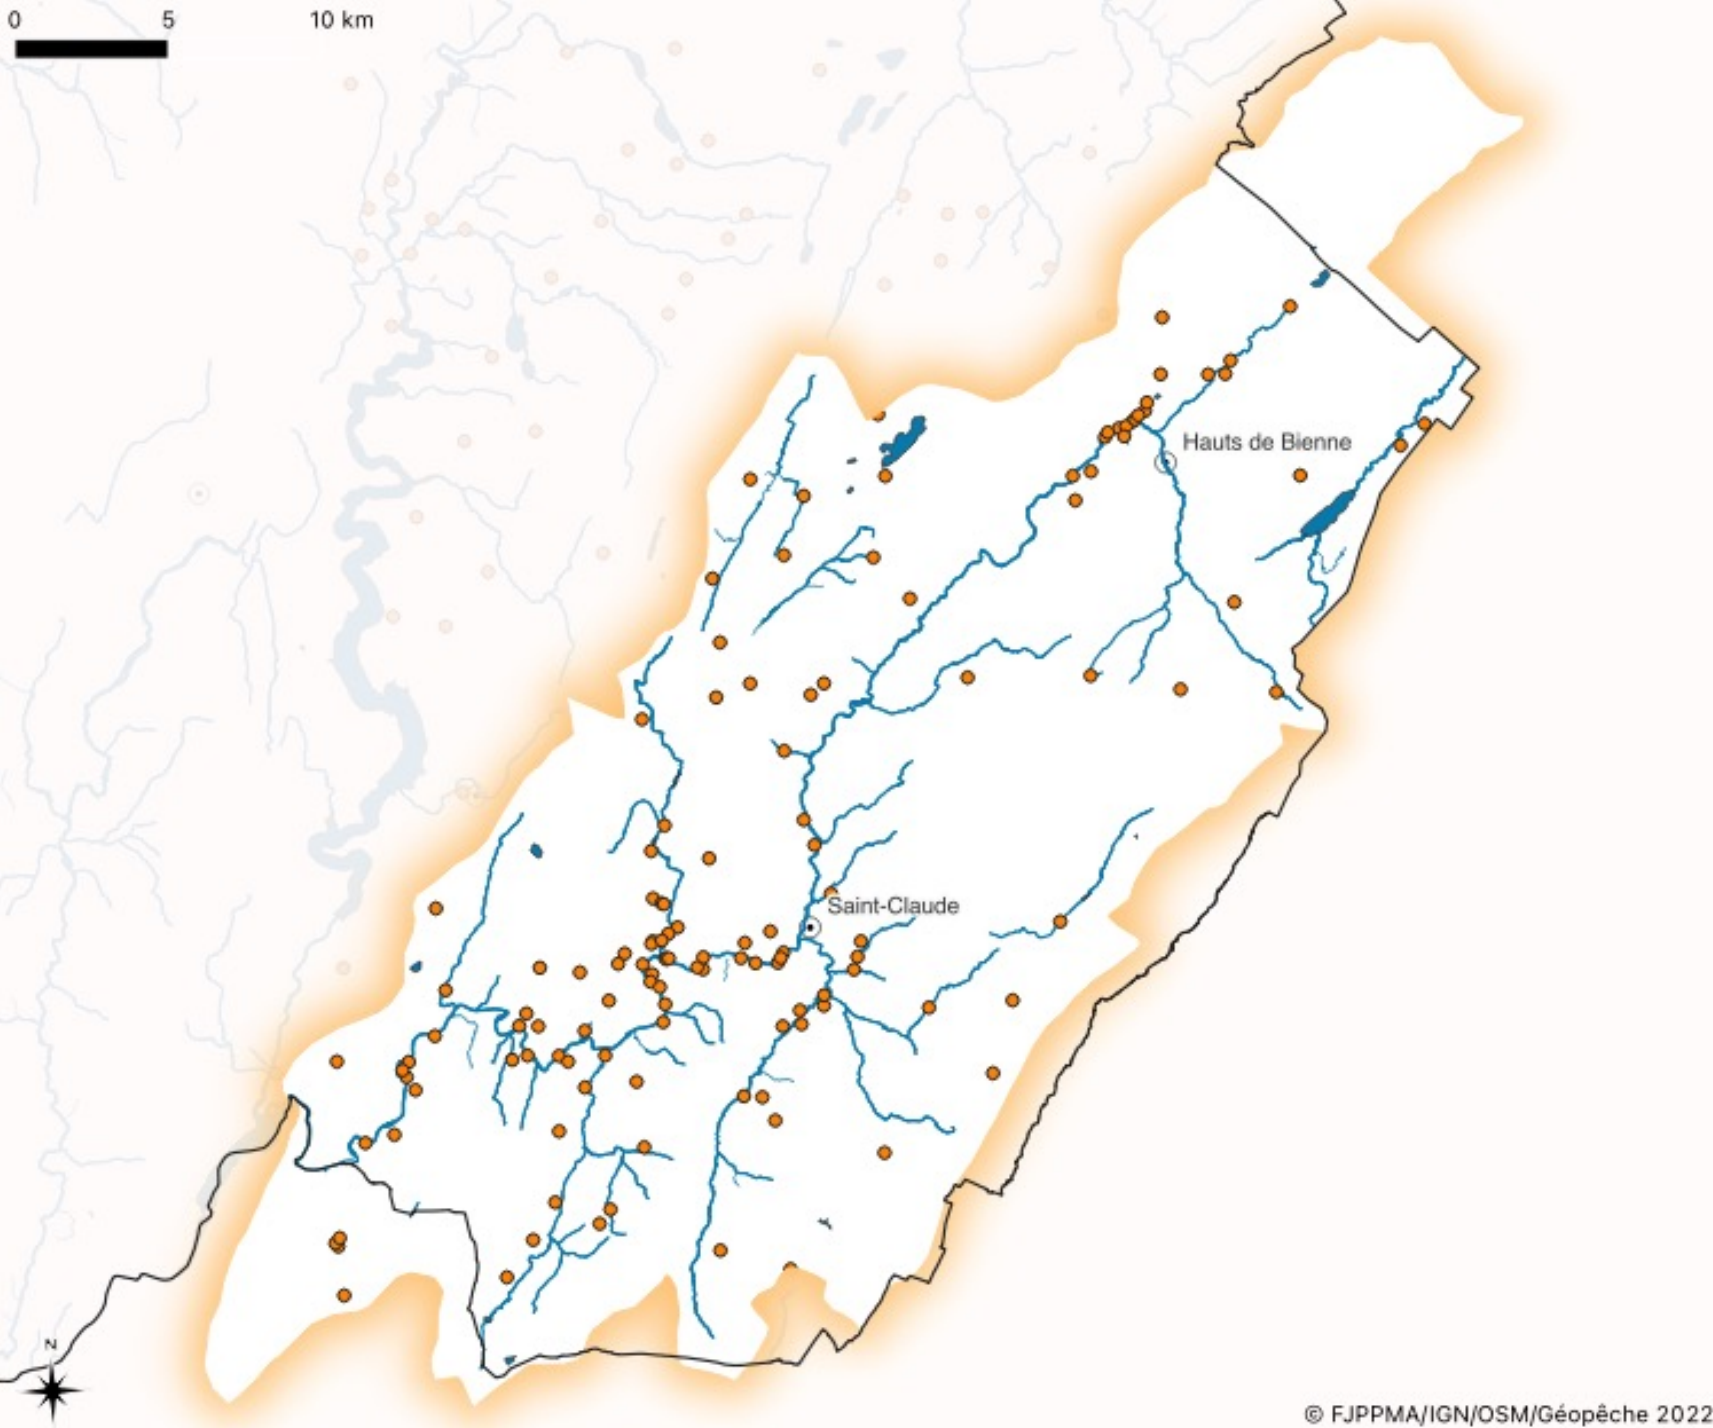 0 5 10 km
Hauts de Bienne
Saint-Claude
N
© FJPPMA/IGN/OSM/Géopêche 2022